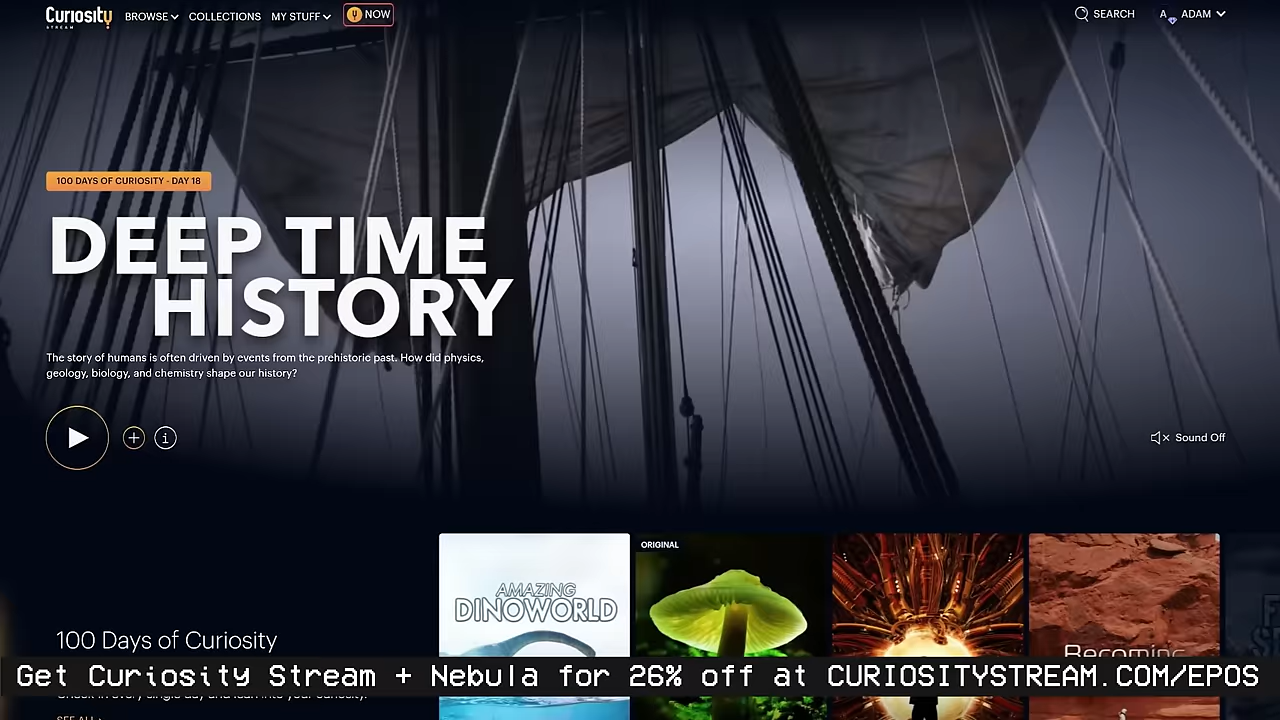 Curiosity
STREAM
BROWSE
COLLECTIONS
MY STUFF
NOW
SEARCH
A
ADAM
100 DAYS OF CURIOSITY - DAY 18
DEEP TIME
HISTORY
The story of humans is often driven by events from the prehistoric past. How did physics,
geology, biology, and chemistry shape our history?
Sound Off
ORIGINAL
AMAZING
DINOWORLD
100 Days of Curiosity
Becoming
Get Curiosity Stream + Nebula for 26% off at CURIOSITYSTREAM.COM/EPOS
SEE ALL